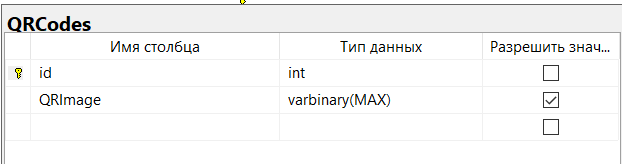 QRCodes
Имя столбца Тип данных Разрешить знач...
id int
QRImage varbinary(MAX)